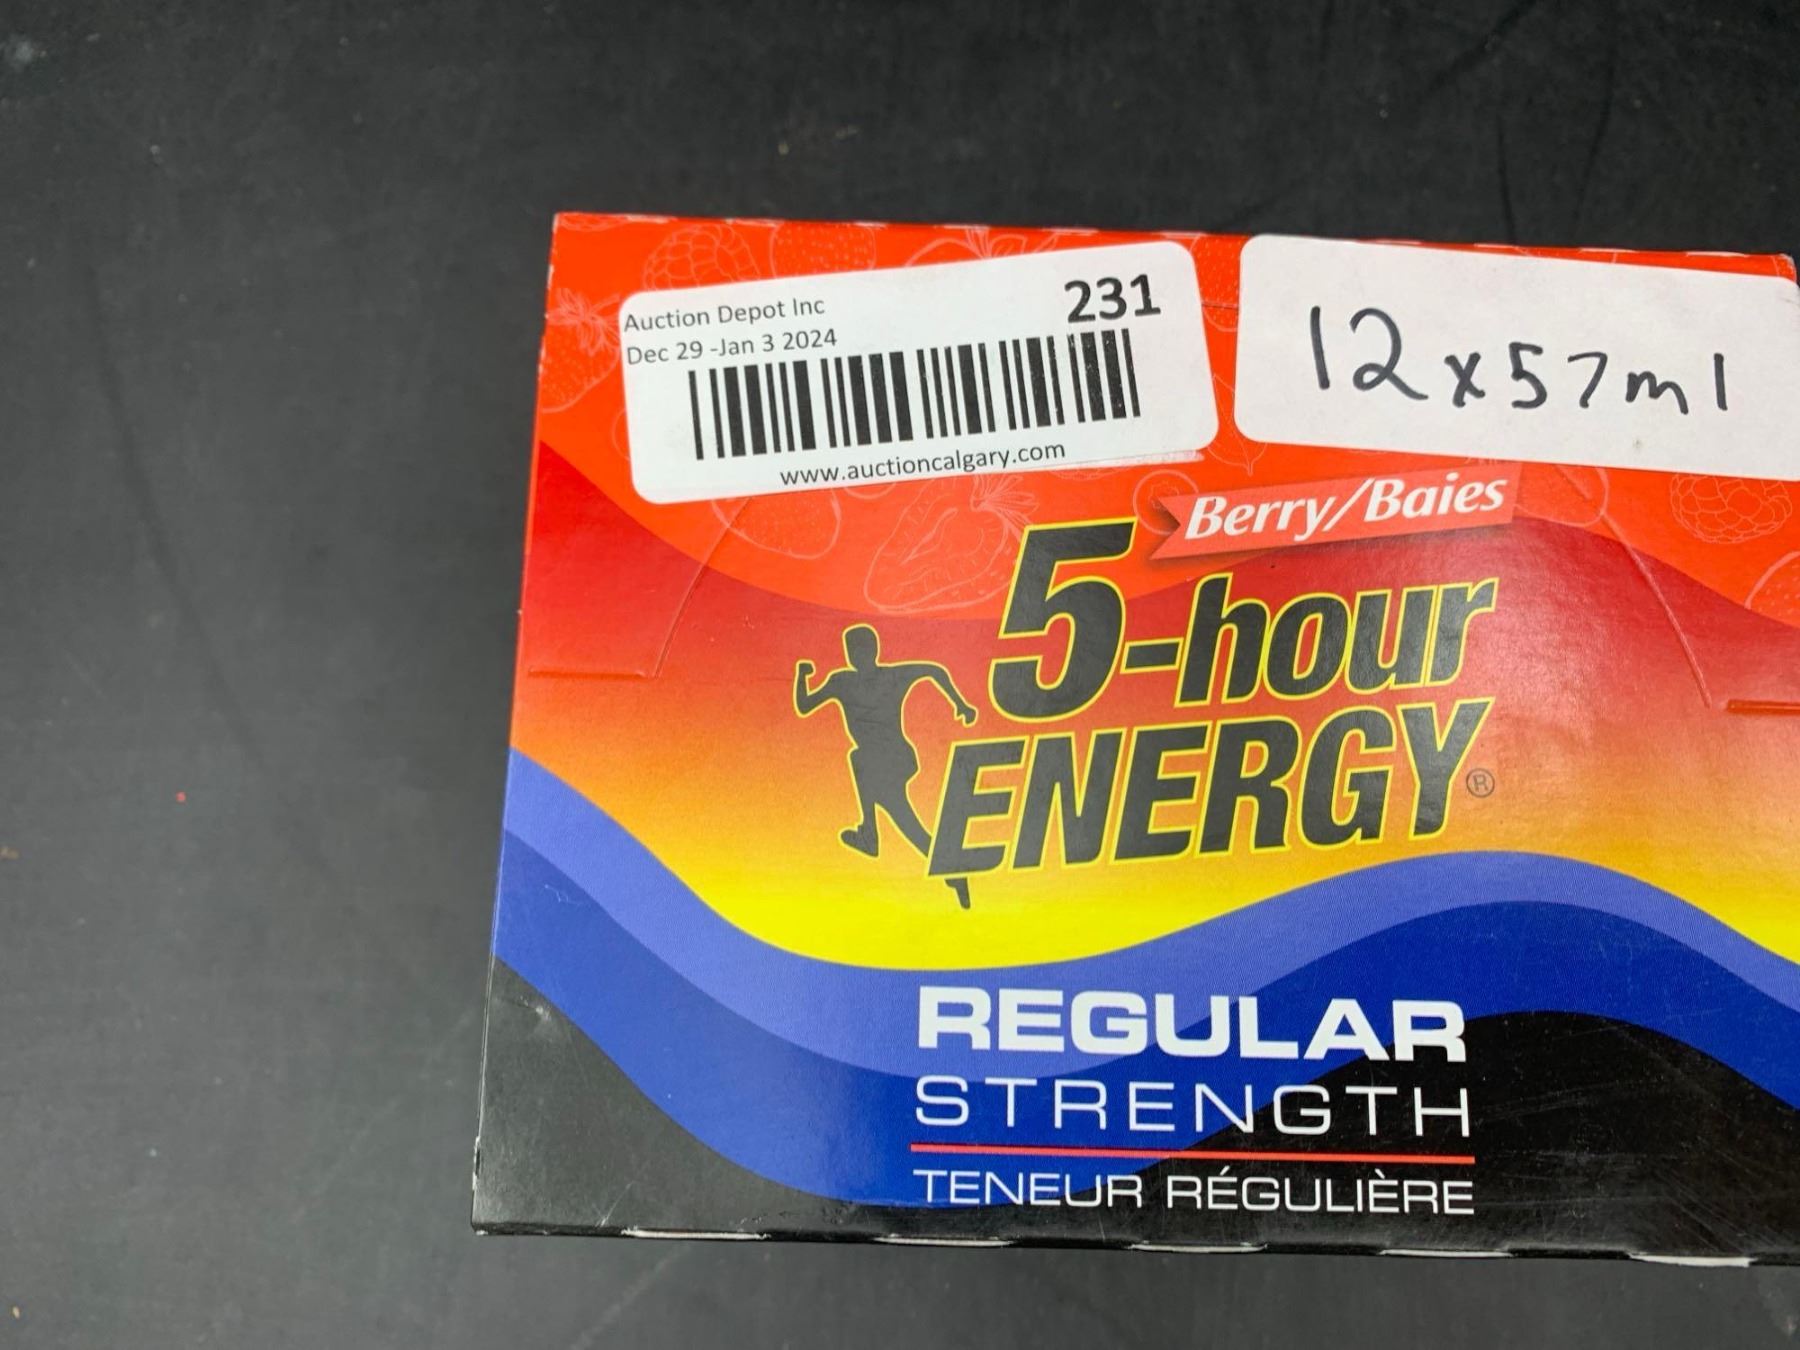 Auction Depot Inc
231
Dec 29 -Jan 3 2024
www.auctioncalgary.com
12x57ml
Berry/Baies
5-hour
ENERGY®
REGULAR
STRENGTH
TENEUR RÉGULIÈRE